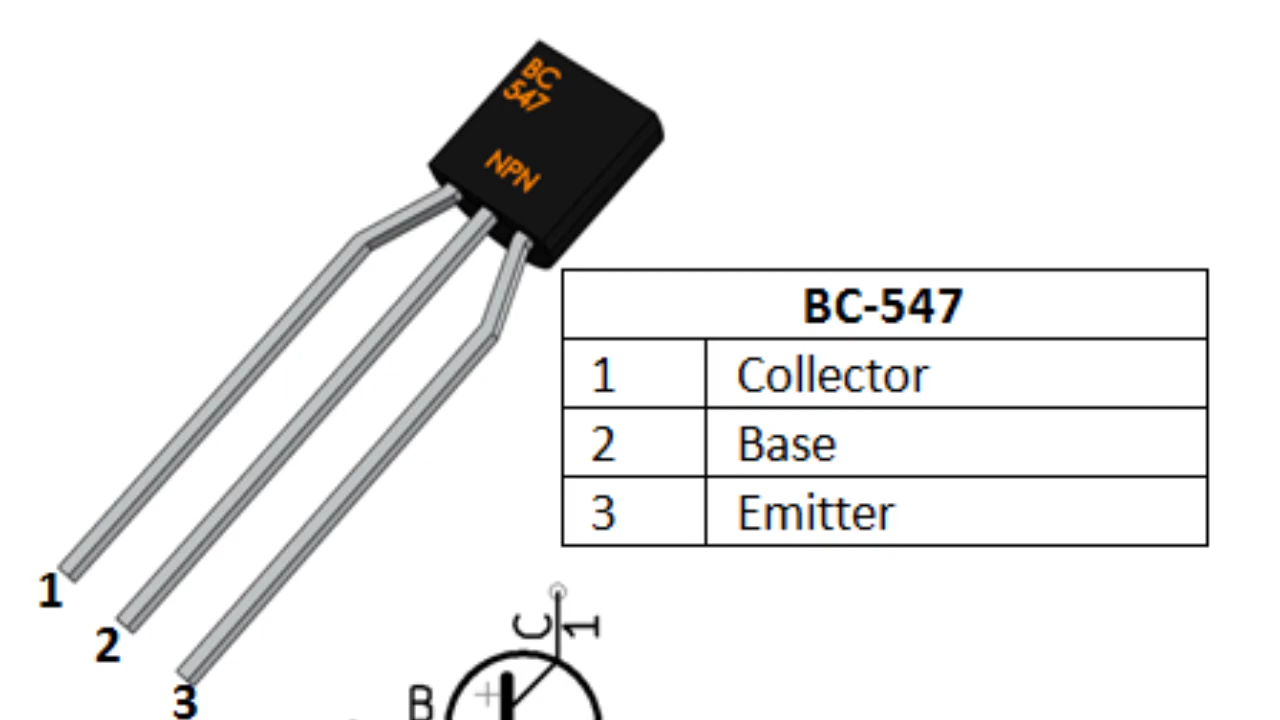 BC
547
NPN
BC-547
1 Collector
2 Base
3 Emitter
1
2
3
C
1
B